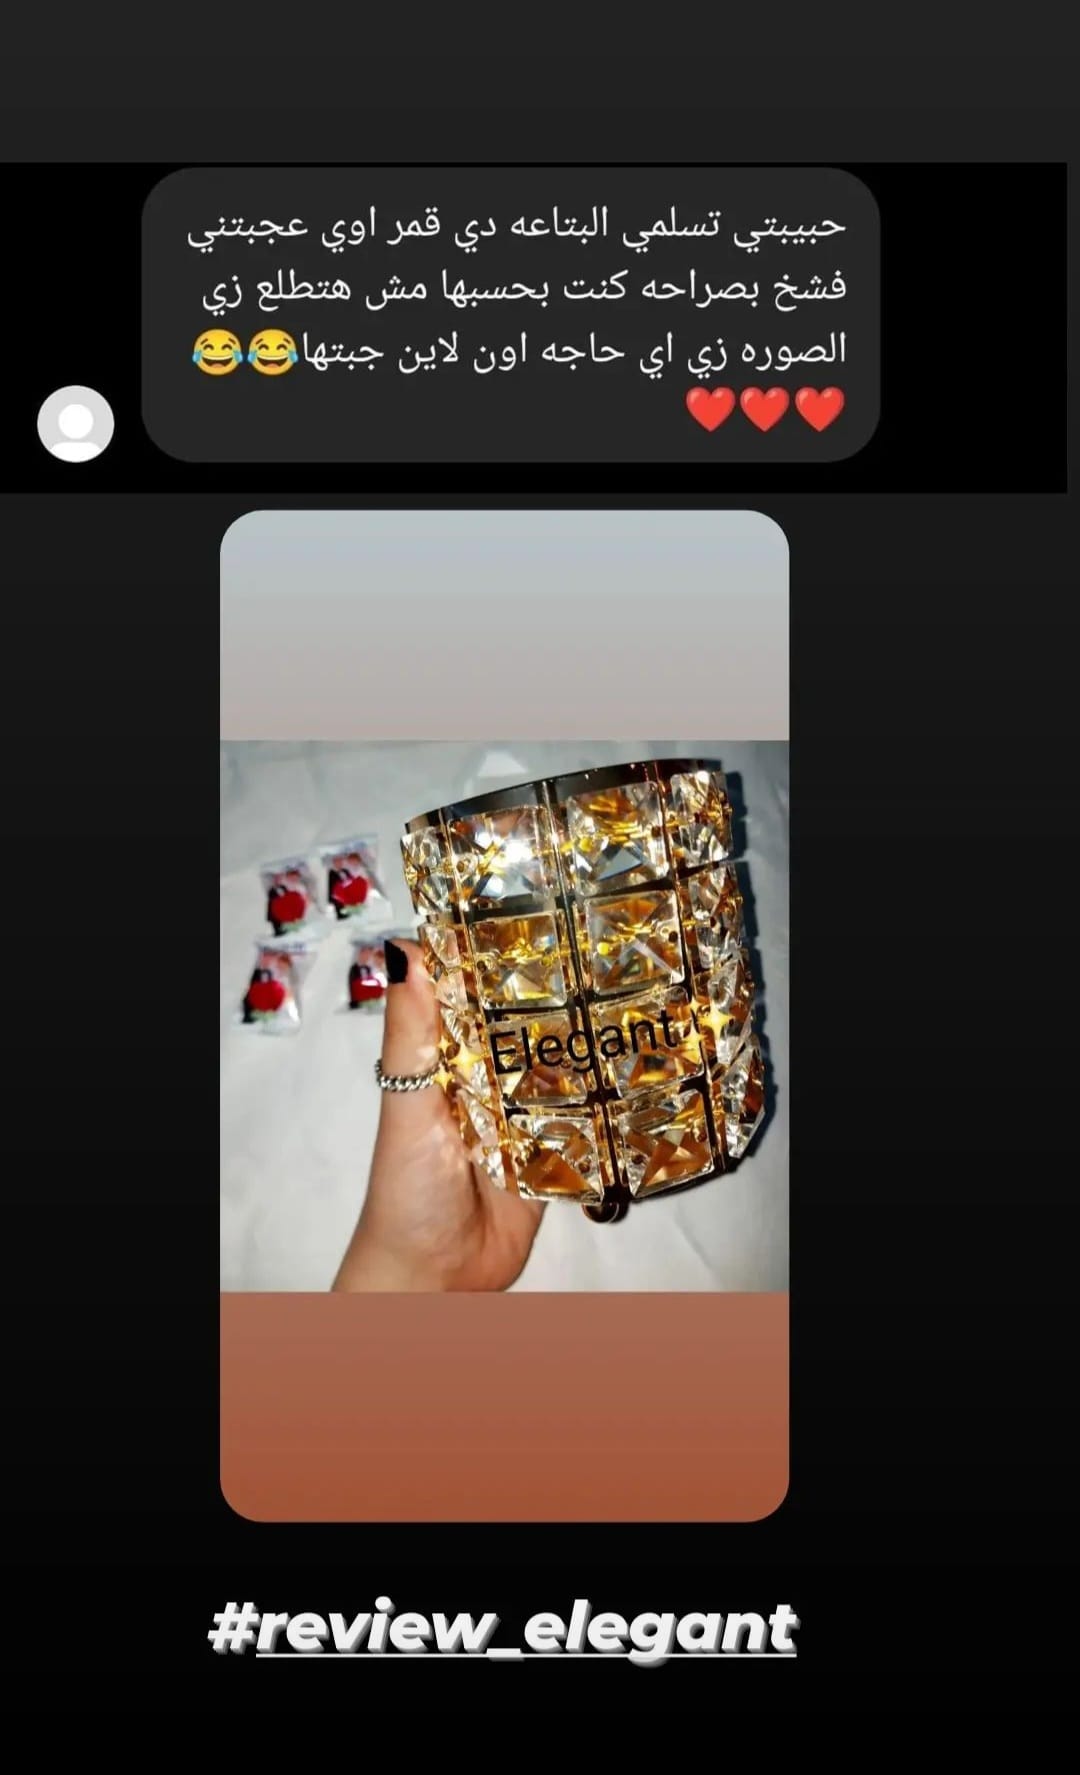 حبيبتي تسلمي البتاعه دي قمر اوي عجبتني
فشخ بصراحه كنت بحسبها مش هتطلع زي
الصوره زي اي حاجه اون لاين جبتها😂😂
❤️❤️❤️
✨Elegant✨
#review_elegant